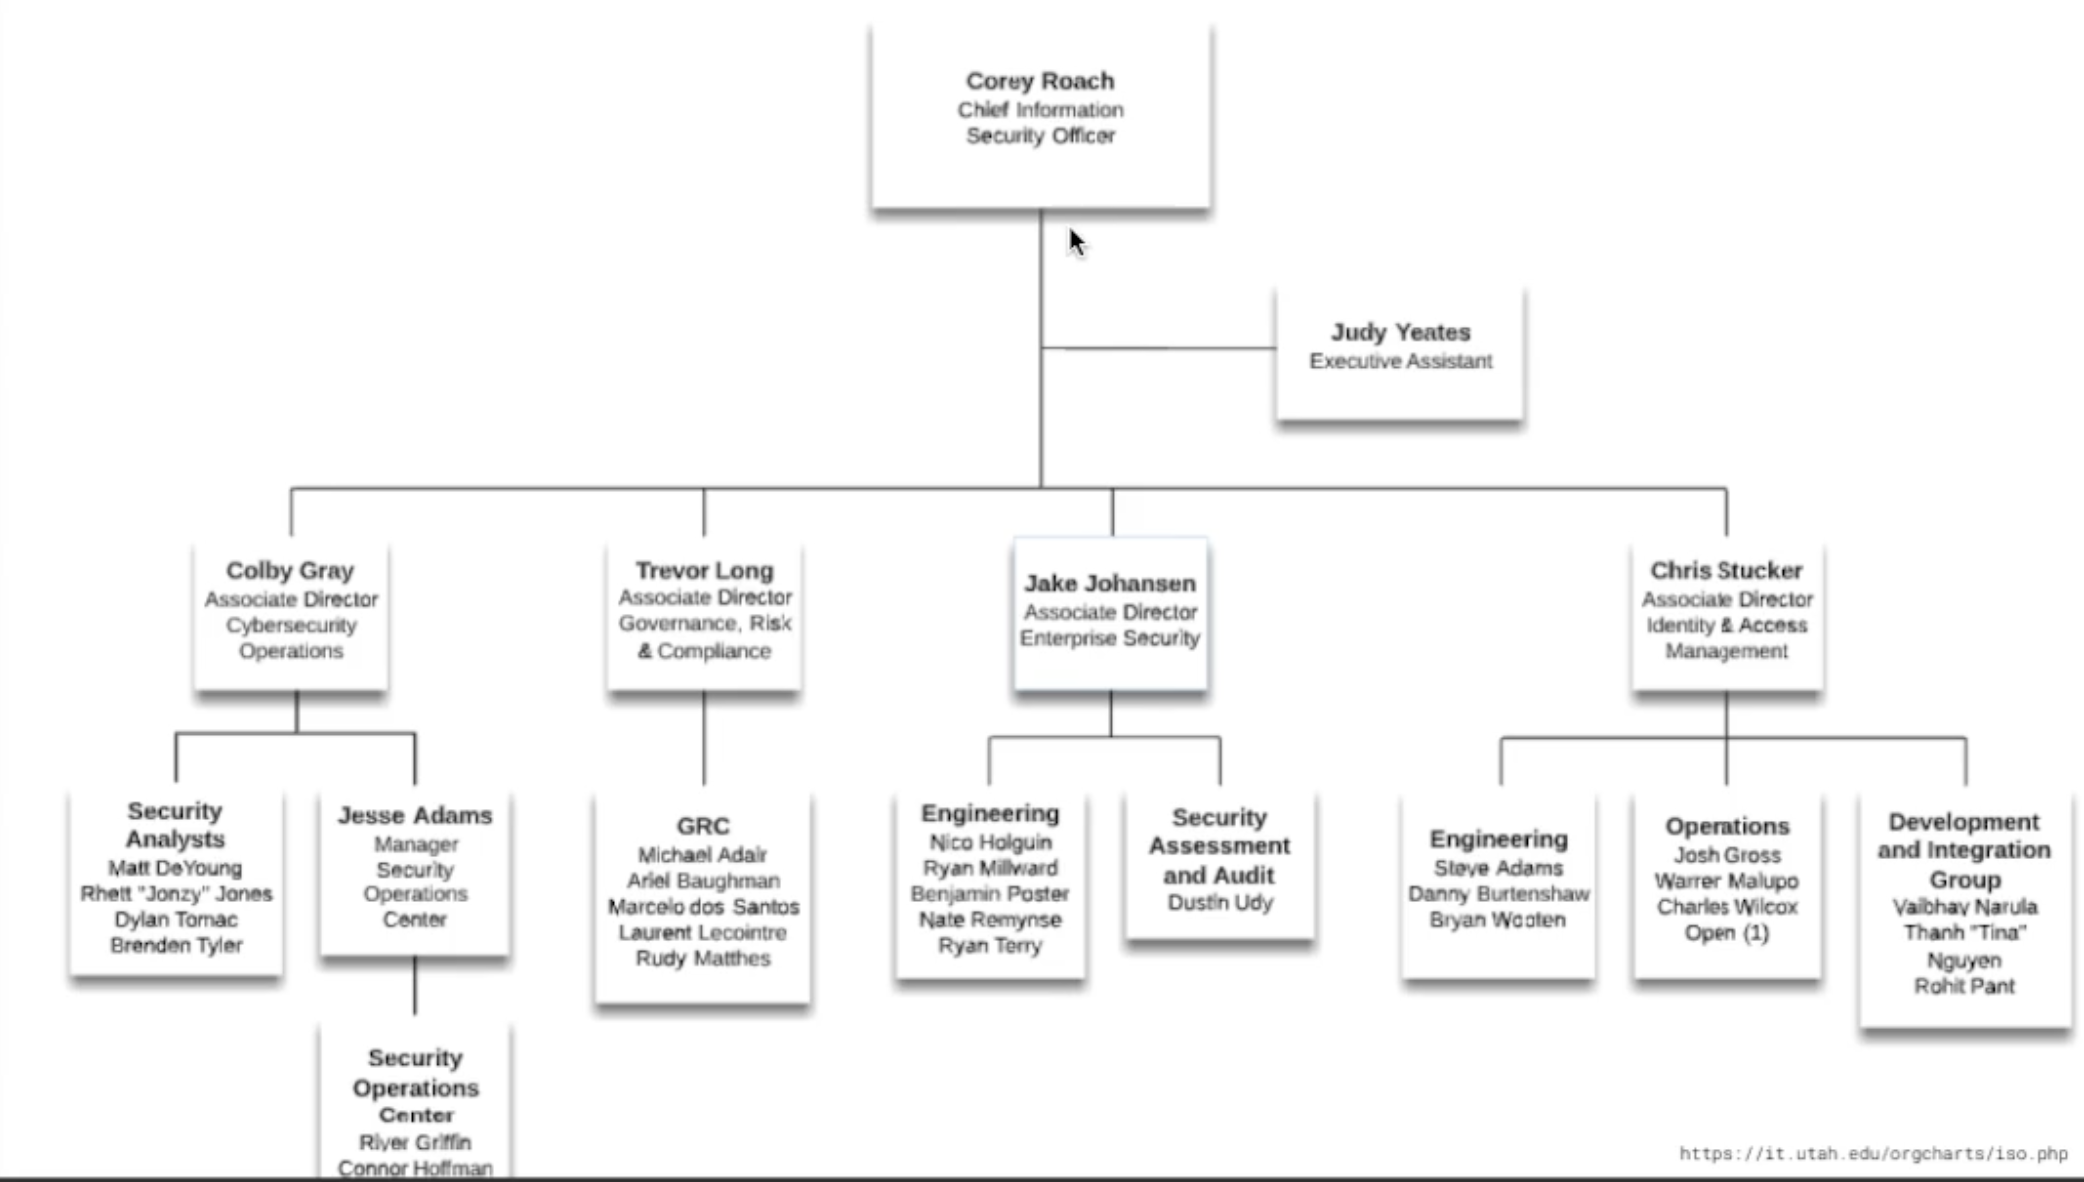 Corey Roach
Chief Information
Security Officer
Judy Yeates
Executive Assistant
Colby Gray
Associate Director
Cybersecurity
Operations
Trevor Long
Associate Director
Governance, Risk
& Compliance
Jake Johansen
Associate Director
Enterprise Security
Chris Stucker
Associate Director
Identity & Access
Management
Security
Analysts
Matt DeYoung
Rhett "Jonzy" Jones
Dylan Tomac
Brenden Tyler
Jesse Adams
Manager
Security
Operations
Center
GRC
Michael Adair
Ariel Baughman
Marcelo dos Santos
Laurent Lecointre
Rudy Matthes
Engineering
Nico Holguin
Ryan Millward
Benjamin Poster
Nate Remynse
Ryan Terry
Security
Assessment
and Audit
Dustin Udy
Engineering
Steve Adams
Danny Burtenshaw
Bryan Wooten
Operations
Josh Gross
Warren Malupo
Charles Wilcox
Open (1)
Development
and Integration
Group
Vaibhav Narula
Thanh "Tina"
Nguyen
Rohit Pant
Security
Operations
Center
River Griffin
Connor Hoffman
https://it.utah.edu/orgcharts/iso.php